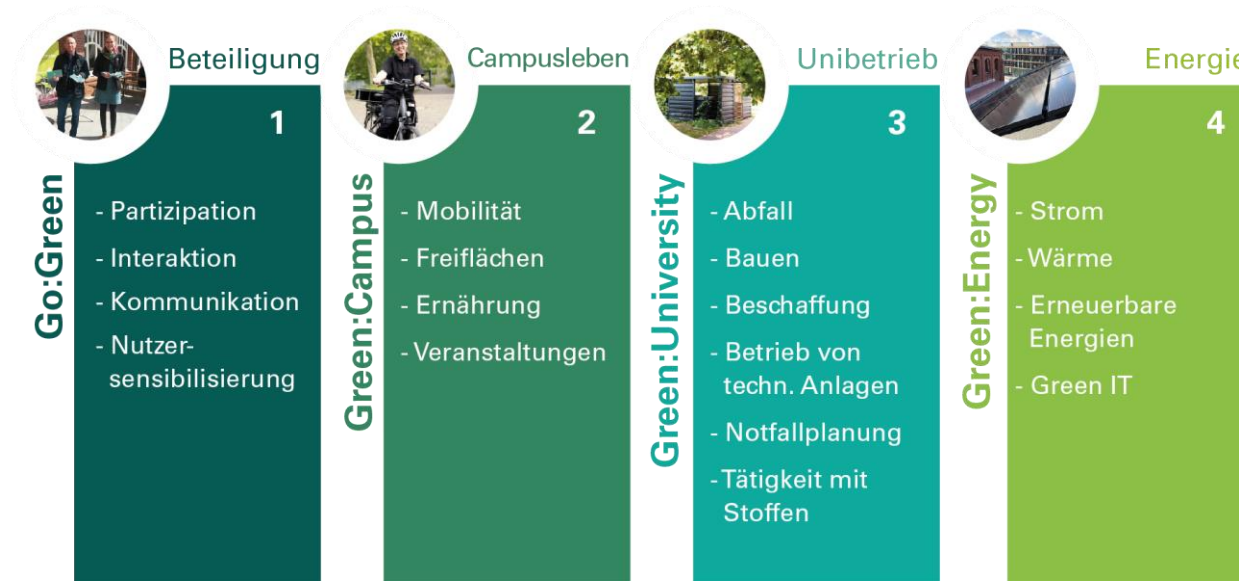 Beteiligung
1
Go:Green
- Partizipation
- Interaktion
- Kommunikation
- Nutzer-
sensibilisierung
Campusleben
2
Green:Campus
- Mobilität
- Freiflächen
- Ernährung
- Veranstaltungen
Unibetrieb
3
Green:University
- Abfall
- Bauen
- Beschaffung
- Betrieb von
techn. Anlagen
- Notfallplanung
- Tätigkeit mit
Stoffen
Energie
4
Green:Energy
- Strom
- Wärme
- Erneuerbare
Energien
- Green IT